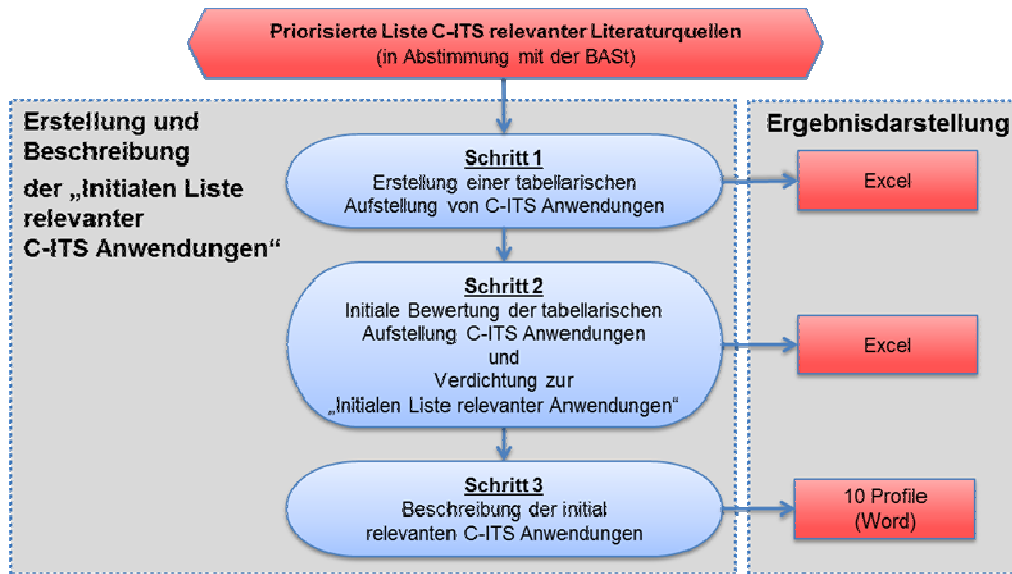 Priorisierte Liste C-ITS relevanter Literaturquellen
(in Abstimmung mit der BASt)
Erstellung und
Beschreibung
der „Initialen Liste
relevanter
C-ITS Anwendungen“
Schritt 1
Erstellung einer tabellarischen
Aufstellung von C-ITS Anwendungen
Schritt 2
Initiale Bewertung der tabellarischen
Aufstellung C-ITS Anwendungen
und
Verdichtung zur
„Initialen Liste relevanter Anwendungen“
Schritt 3
Beschreibung der initial
relevanten C-ITS Anwendungen
Ergebnisdarstellung
Excel
Excel
10 Profile
(Word)